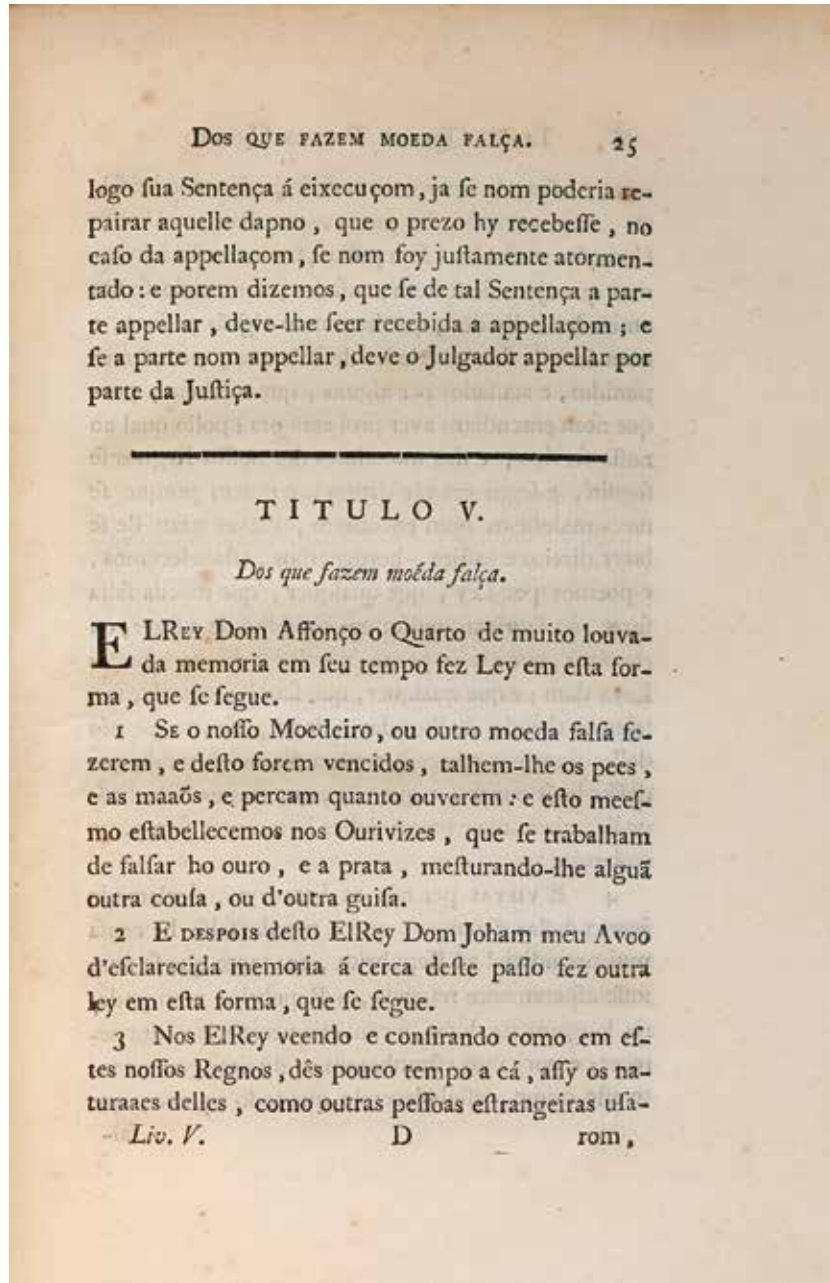 DOS QUE FAZEM MOEDA FALÇA. 25
logo ſua Sentença á eixecuçom, ja ſe nom poderia re-
pairar aquelle dapno, que o prezo hy recebeſſe, no
caſo da appellaçom, ſe nom foy juſtamente atormen-
tado: e porem dizemos, que ſe de tal Sentença a par-
te appellar, deve-lhe ſeer recebida a appellaçom; e
ſe a parte nom appellar, deve o Julgador appellar por
parte da Juſtiça.
TITULO V.
Dos que fazem moéda falça.
ELREY Dom Affonço o Quarto de muito louva-
da memoria em ſeu tempo fez Ley em eſta for-
ma, que ſe ſegue.
1 SE o noſſo Moedeiro, ou outro moeda falſa fe-
zerem, e deſto forem vencidos, talhem-lhe os pees,
e as maaõs, e percam quanto ouverem: e eſto meeſ-
mo eſtabellecemos nos Ourivizes, que ſe trabalham
de falſar ho ouro, e a prata, meſturando-lhe alguã
outra couſa, ou d'outra guiſa.
2 E DESPOIS deſto ElRey Dom Joham meu Avoo
d'eſclarecida memoria á cerca deſte paſſo fez outra
ley em eſta forma, que ſe ſegue.
3 Nos ElRey veendo e conſirando como em eſ-
tes noſſos Regnos, dês pouco tempo a cá, aſſy os na-
turaaes delles, como outras peſſoas eſtrangeiras uſa-
Liv. V. D rom,